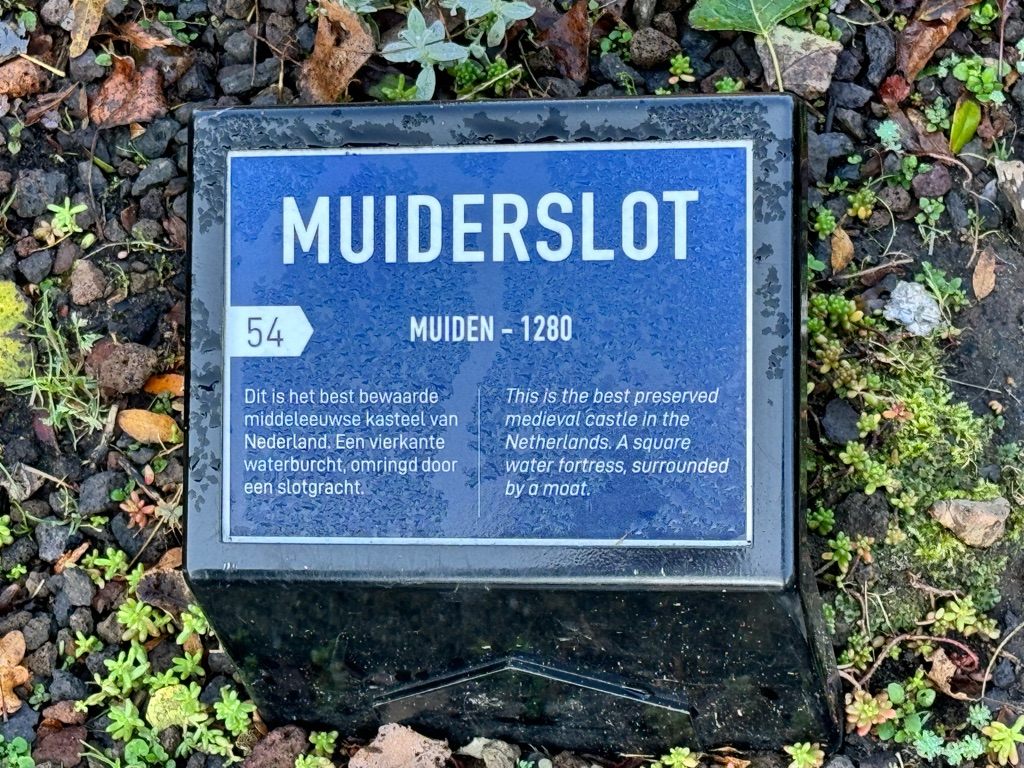 MUIDERSLOT
54
MUIDEN - 1280
Dit is het best bewaarde
middeleeuwse kasteel van
Nederland. Een vierkante
waterburcht, omringd door
een slotgracht.
This is the best preserved
medieval castle in the
Netherlands. A square
water fortress, surrounded
by a moat.